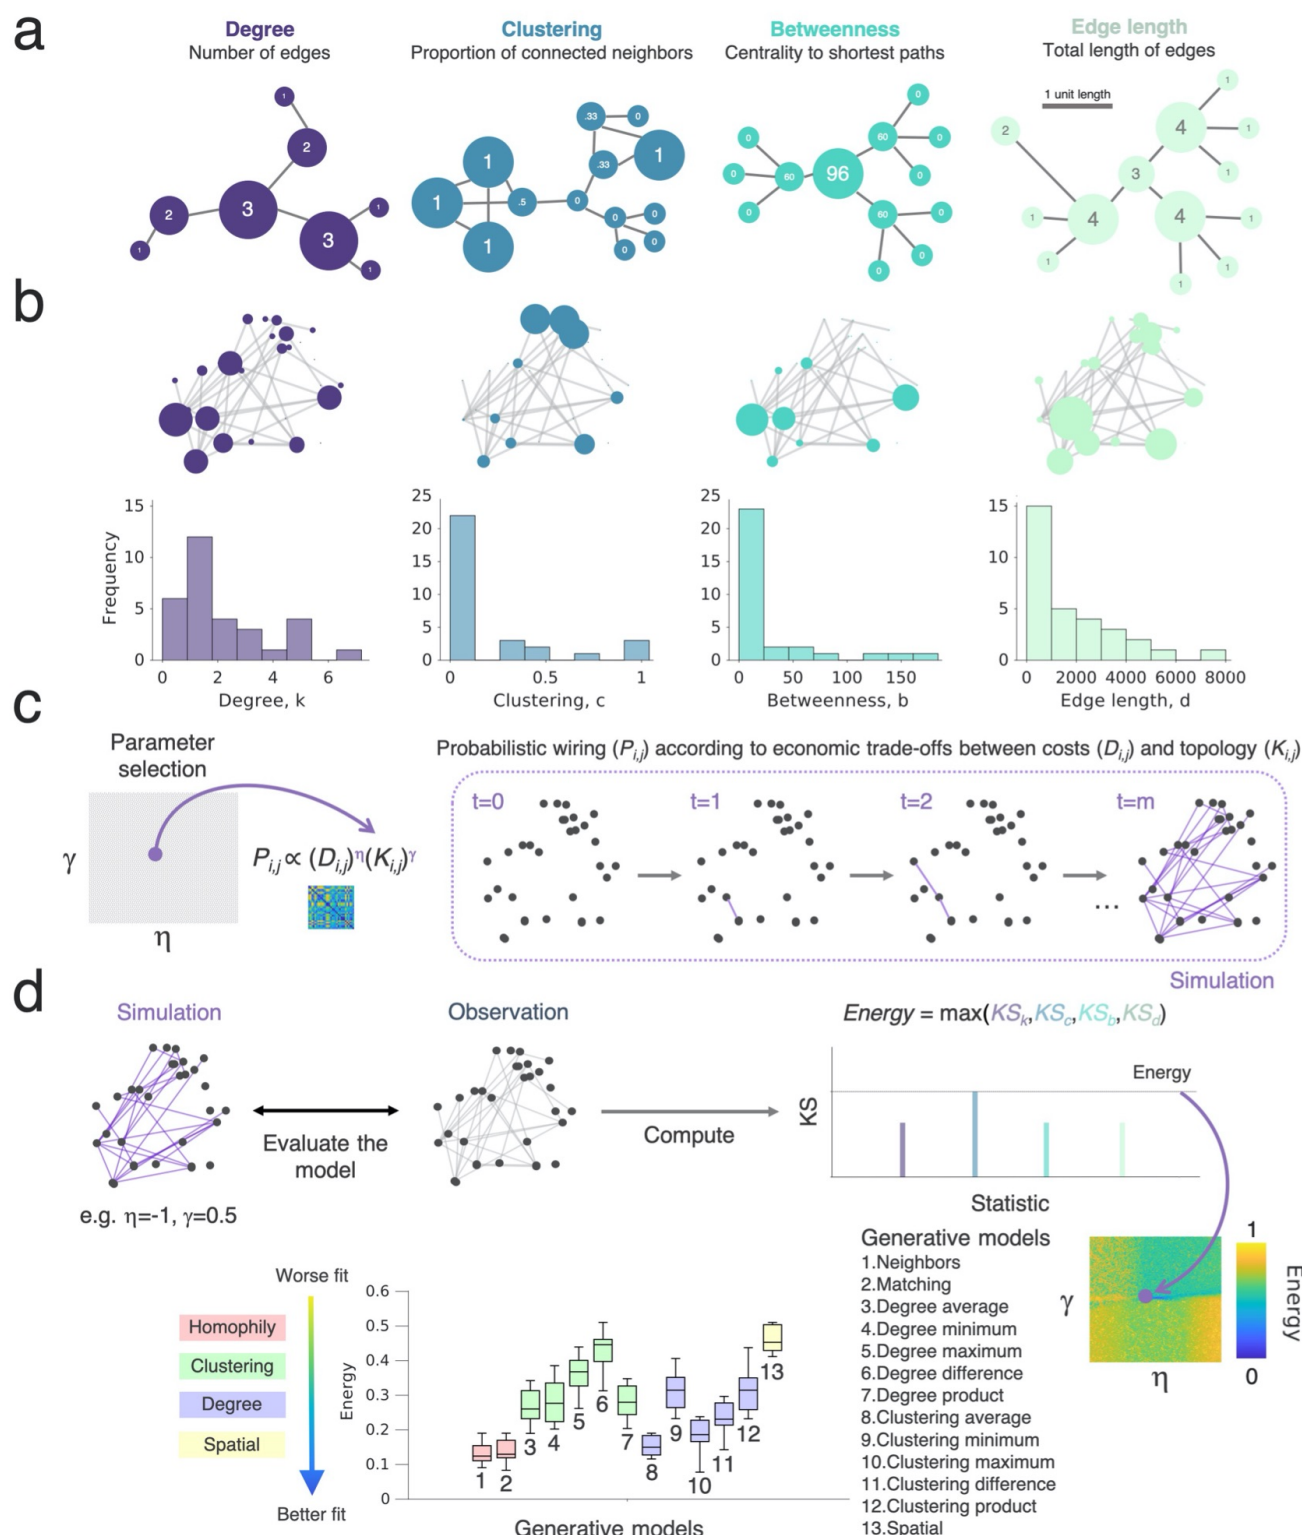 a
Degree
Number of edges
1
2
3
2
1
3
1
1
Clustering
Proportion of connected neighbors
.33
0
1
.33
1
1
.5
0
1
0
0
0
0
Betweenness
Centrality to shortest paths
0
0
60
0
0
60
96
0
0
60
0
0
0
Edge length
Total length of edges
1 unit length
1
2
4
1
1
3
1
4
4
1
1
1
1
b
Frequency
15
10
5
0
0
2
4
6
Degree, k
25
20
15
10
5
0
0
0.5
1
Clustering, c
25
20
15
10
5
0
0
50
100
150
Betweenness, b
15
10
5
0
0
2000
4000
6000
8000
Edge length, d
c
Parameter
selection
γ
η
P i,j ∝ (D i,j) η (K i,j) γ
Probabilistic wiring (P i,j) according to economic trade-offs between costs (D i,j) and topology (K i,j)
t=0
t=1
t=2
...
t=m
Simulation
d
Simulation
e.g. η=-1, γ=0.5
Evaluate the
model
Observation
Compute
Energy = max(KS k,KS c,KS b,KS d)
KS
Energy
Statistic
γ
η
1
0
Energy
Generative models
1.Neighbors
2.Matching
3.Degree average
4.Degree minimum
5.Degree maximum
6.Degree difference
7.Degree product
8.Clustering average
9.Clustering minimum
10.Clustering maximum
11.Clustering difference
12.Clustering product
13.Spatial
Homophily
Clustering
Degree
Spatial
Worse fit
Better fit
Energy
0.6
0.5
0.4
0.3
0.2
0.1
0
1
2
3
4
5
6
7
8
9
10
11
12
13
Generative models